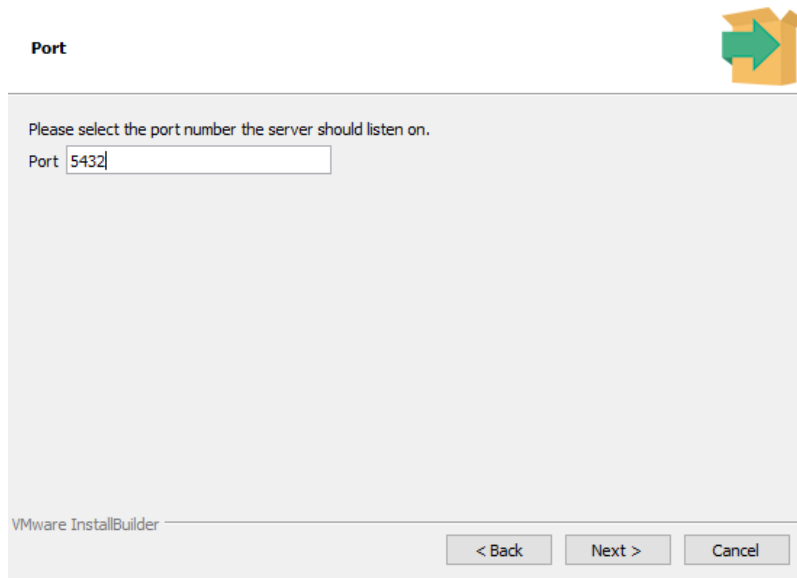 Port
Please select the port number the server should listen on.
Port 5432
VMware InstallBuilder
< Back Next > Cancel